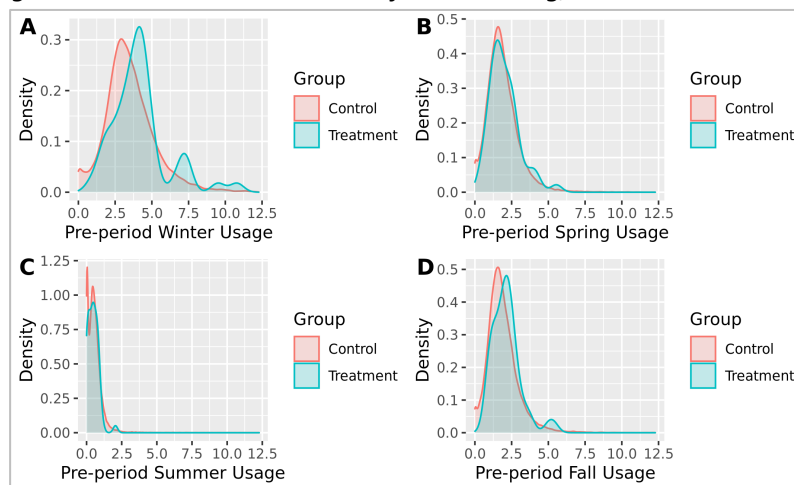 A
Density
0.3
0.2
0.1
0.0
0.0 2.5 5.0 7.5 10.0 12.5
Pre-period Winter Usage
Group
Control
Treatment
B
Density
0.5
0.4
0.3
0.2
0.1
0.0
0.0 2.5 5.0 7.5 10.0 12.5
Pre-period Spring Usage
Group
Control
Treatment
C
Density
1.25
1.00
0.75
0.50
0.25
0.00
0.0 2.5 5.0 7.5 10.0 12.5
Pre-period Summer Usage
Group
Control
Treatment
D
Density
0.5
0.4
0.3
0.2
0.1
0.0
0.0 2.5 5.0 7.5 10.0 12.5
Pre-period Fall Usage
Group
Control
Treatment